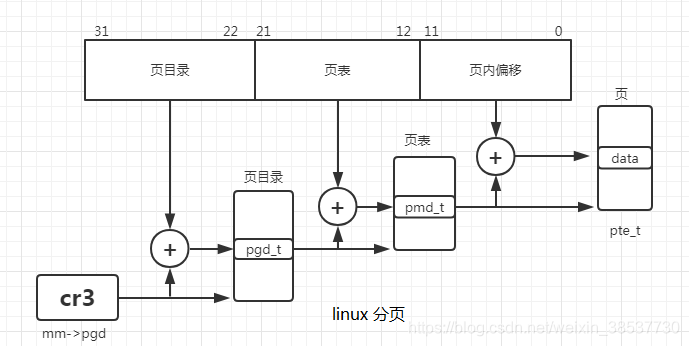 31 22 21 12 11 0
页目录 页表 页内偏移
页
页表
data
页目录
+
+
pmd_t
+
pgd_t
pte_t
cr3
linux 分页
mm->pgd
https://blog.csdn.net/weixin_38537730